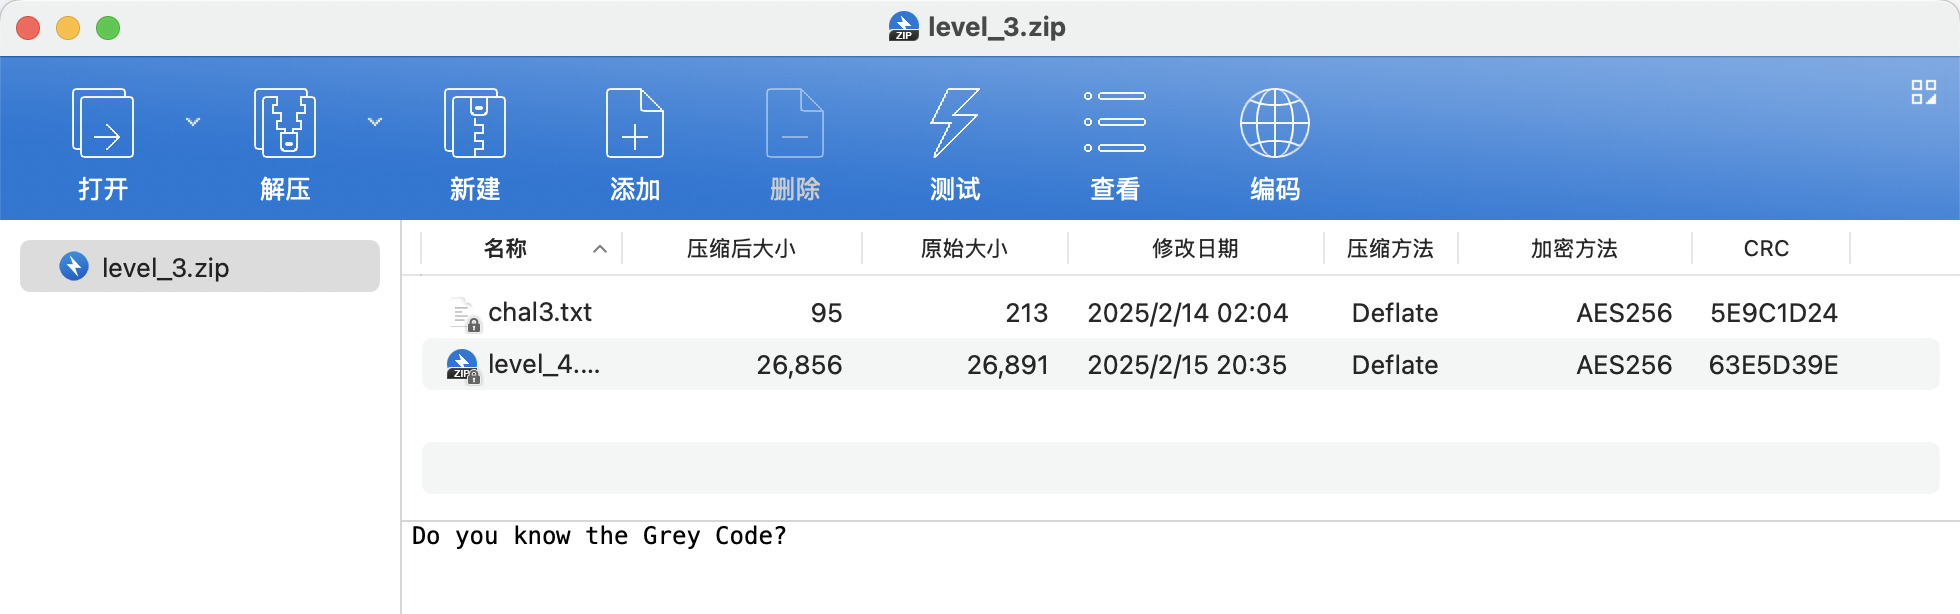 level_3.zip
打开 解压 新建 添加 删除 测试 查看 编码
level_3.zip
名称 压缩后大小 原始大小 修改日期 压缩方法 加密方法 CRC
chal3.txt 95 213 2025/2/14 02:04 Deflate AES256 5E9C1D24
ZIP level_4.... 26,856 26,891 2025/2/15 20:35 Deflate AES256 63E5D39E
Do you know the Grey Code?